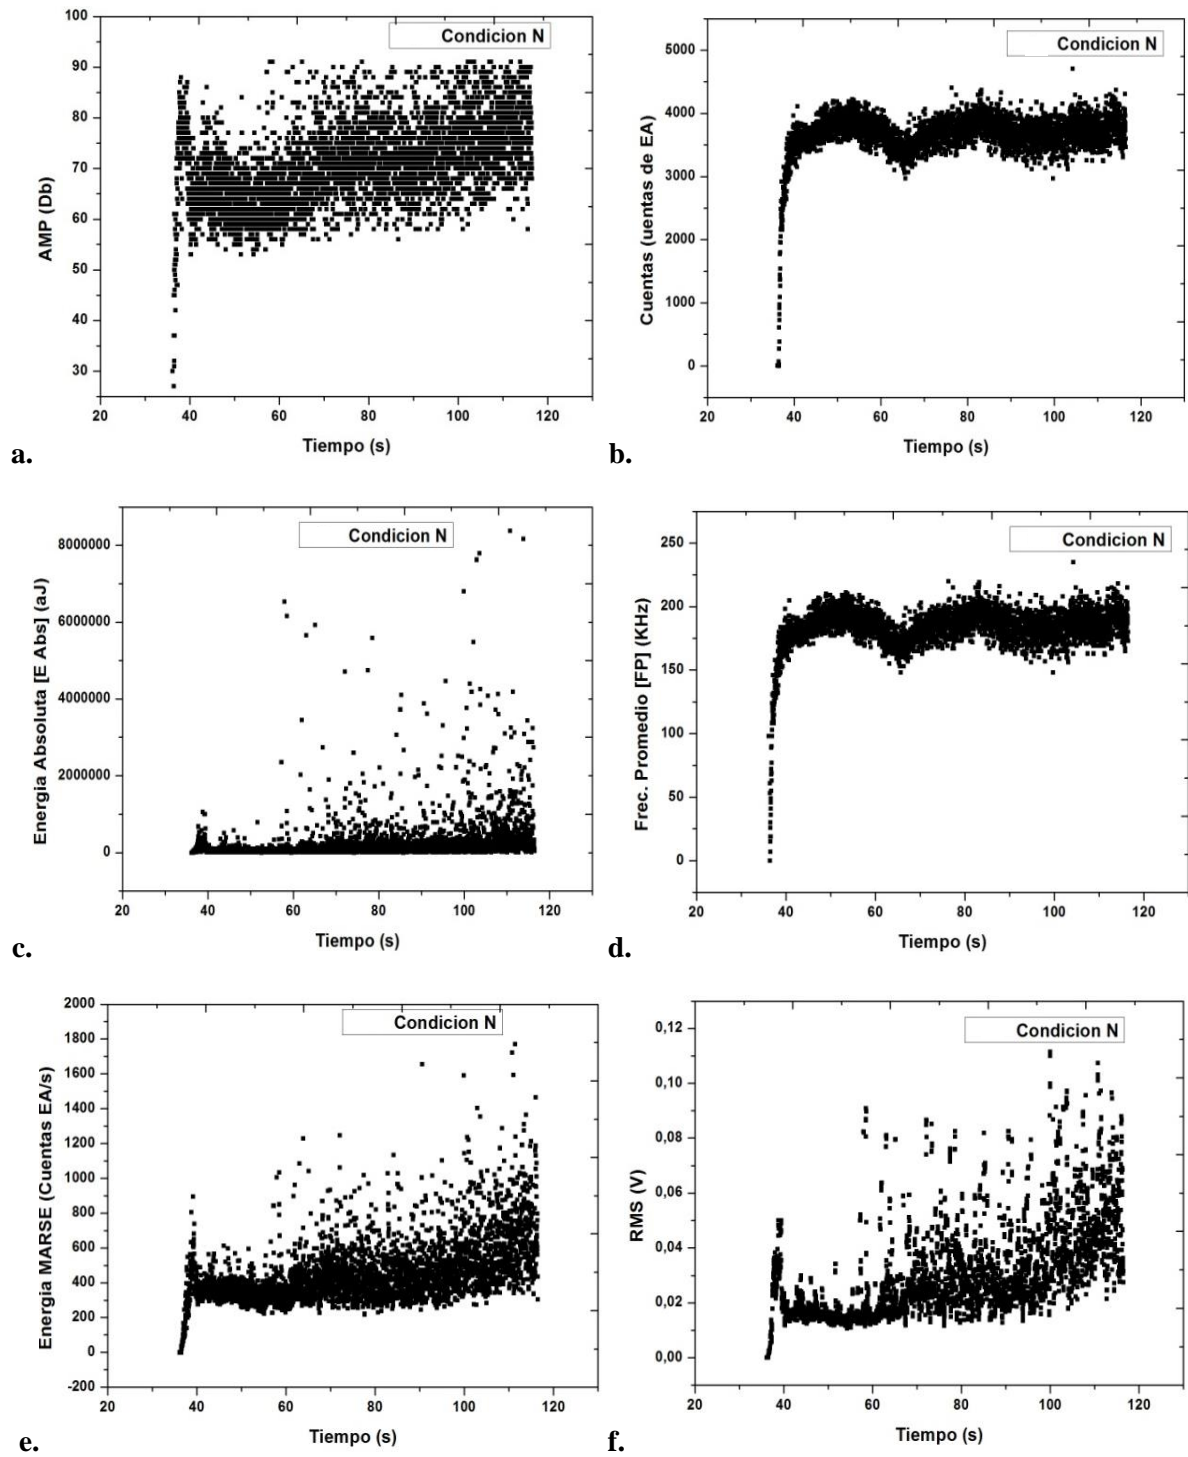 100
90
80
70
60
50
40
30
20 40 60 80 100 120
AMP (Db)
Tiempo (s)
Condicion N
a.
5000
4000
3000
2000
1000
0
20 40 60 80 100 120
Cuentas (uentas de EA)
Tiempo (s)
Condicion N
b.
8000000
6000000
4000000
2000000
0
20 40 60 80 100 120
Energia Absoluta [E Abs] (aJ)
Tiempo (s)
Condicion N
c.
250
200
150
100
50
0
20 40 60 80 100 120
Frec. Promedio [FP] (KHz)
Tiempo (s)
Condicion N
d.
2000
1800
1600
1400
1200
1000
800
600
400
200
0
-200
20 40 60 80 100 120
Energia MARSE (Cuentas EA/s)
Tiempo (s)
Condicion N
e.
0,12
0,10
0,08
0,06
0,04
0,02
0,00
20 40 60 80 100 120
RMS (V)
Tiempo (s)
Condicion N
f.